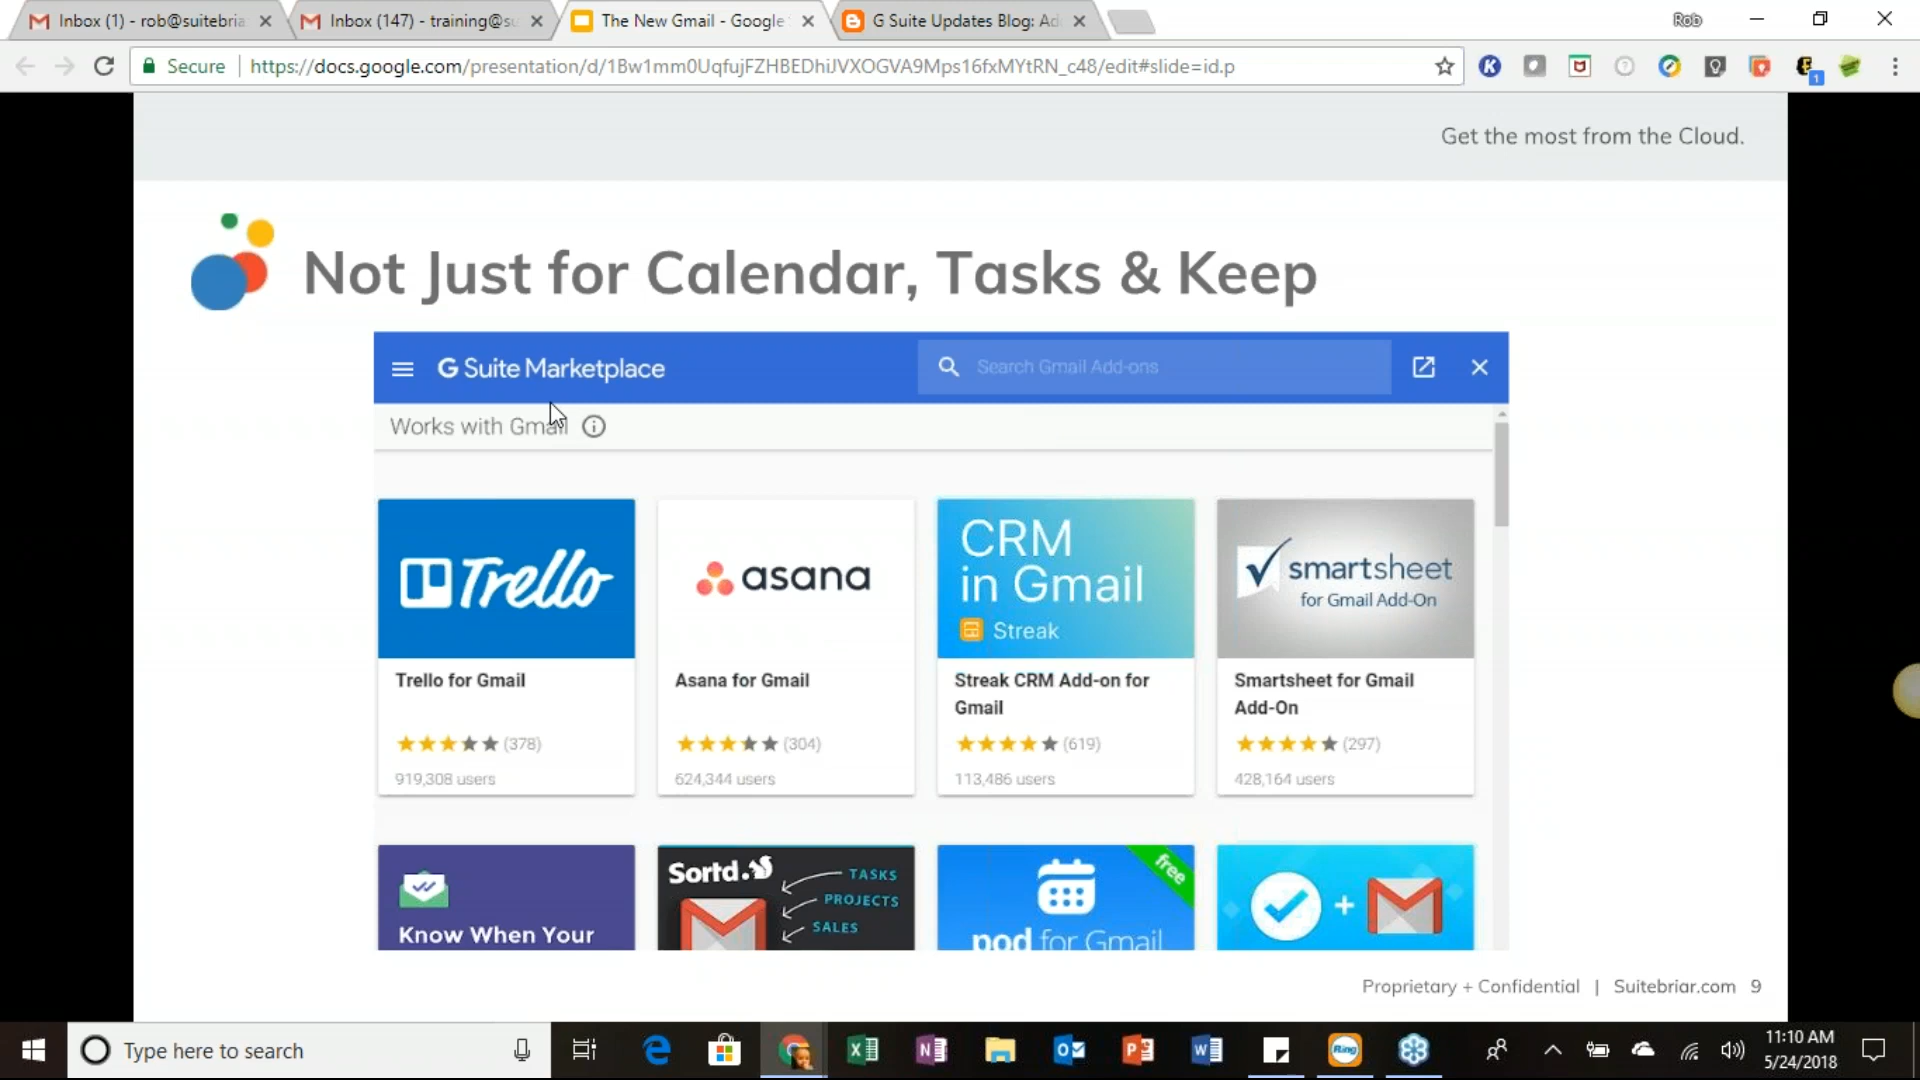 Inbox (1) - rob@suitebria
Inbox (147) - training@su
The New Gmail - Google
G Suite Updates Blog: Ad
Rob
Secure
https://docs.google.com/presentation/d/1Bw1mm0UqfujFZHBEDhiJVXOGVA9Mps16fxMYtRN_c48/edit#slide=id.p
1
Get the most from the Cloud.
Not Just for Calendar, Tasks & Keep
G Suite Marketplace
Search Gmail Add-ons
Works with Gmail
Trello
asana
CRM
in Gmail
Streak
smartsheet
for Gmail Add-On
Trello for Gmail
Asana for Gmail
Streak CRM Add-on for
Gmail
Smartsheet for Gmail
Add-On
(378)
(304)
(619)
(297)
919,308 users
624,344 users
113,486 users
428,164 users
Know When Your
Sortd.
TASKS
PROJECTS
SALES
free
pod for Gmail
Proprietary + Confidential | Suitebriar.com 9
Type here to search
Ring
11:10 AM
5/24/2018